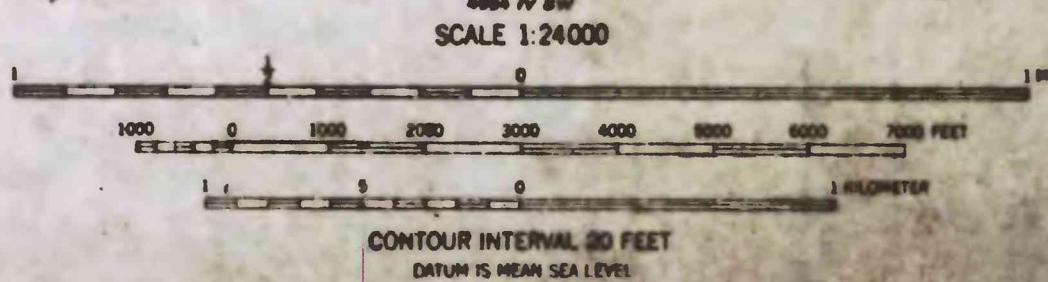 SCALE 1:24000
1 0 1
1000 0 1000 2000 3000 4000 5000 6000 7000 FEET
1 5 0 1 KILOMETER
CONTOUR INTERVAL 20 FEET
DATUM IS MEAN SEA LEVEL